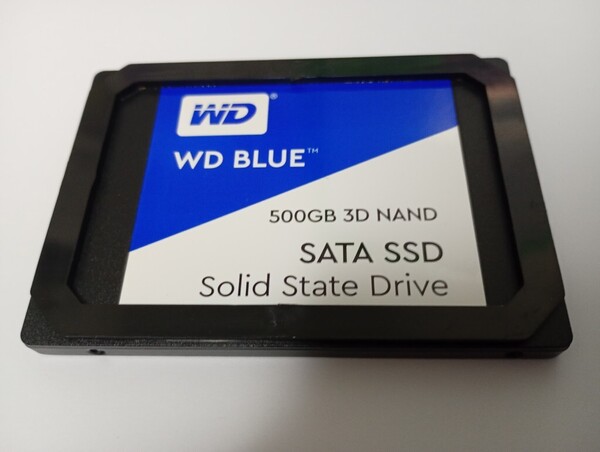 WD®
WD BLUE™
500GB 3D NAND
SATA SSD
Solid State Drive